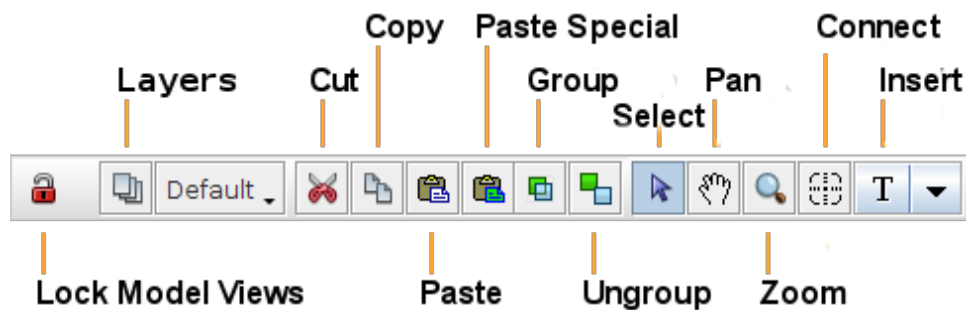 Copy Paste Special Connect
Layers Cut Group Pan Insert
Select
Default T
Lock Model Views Paste Ungroup Zoom